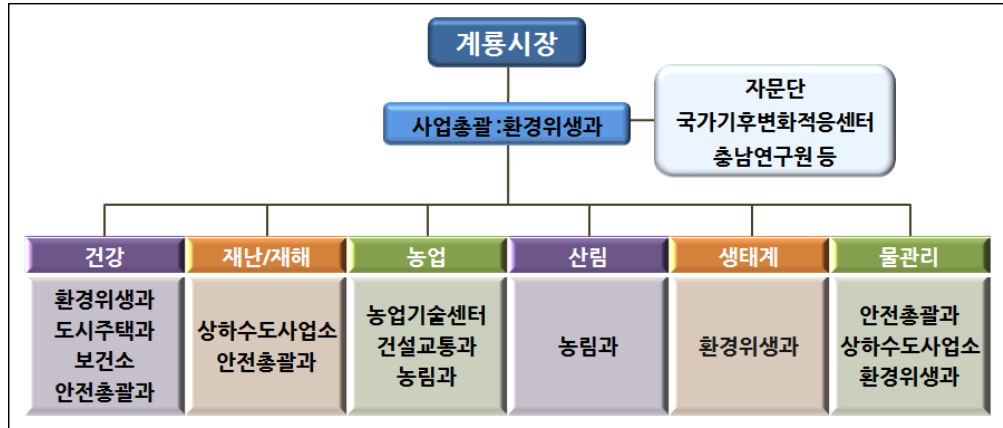 계룡시장
사업총괄 :환경위생과
자문단
국가기후변화적응센터
충남연구원 등
건강
환경위생과
도시주택과
보건소
안전총괄과
재난/재해
상하수도사업소
안전총괄과
농업
농업기술센터
건설교통과
농림과
산림
농림과
생태계
환경위생과
물관리
안전총괄과
상하수도사업소
환경위생과